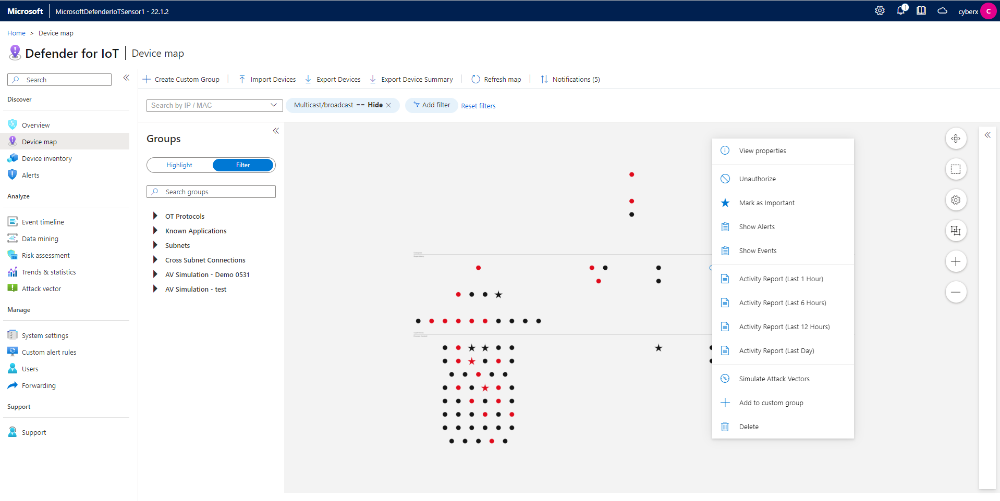 Microsoft
MicrosoftDefenderIoTSensor1 - 22.1.2
1
cyberx
C
Home > Device map
Defender for IoT
Device map
Search
Discover
Overview
Device map
Device inventory
Alerts
Analyze
Event timeline
Data mining
Risk assessment
Trends & statistics
Attack vector
Manage
System settings
Custom alert rules
Users
Forwarding
Support
Support
Create Custom Group
Import Devices
Export Devices
Export Device Summary
Refresh map
Notifications (5)
Search by IP / MAC
Multicast/broadcast == Hide
Add filter
Reset filters
Groups
Highlight
Filter
Search groups
OT Protocols
Known Applications
Subnets
Cross Subnet Connections
AV Simulation - Demo 0531
AV Simulation - test
View properties
Unauthorize
Mark as Important
Show Alerts
Show Events
Activity Report (Last 1 Hour)
Activity Report (Last 6 Hours)
Activity Report (Last 12 Hours)
Activity Report (Last Day)
Simulate Attack Vectors
Add to custom group
Delete